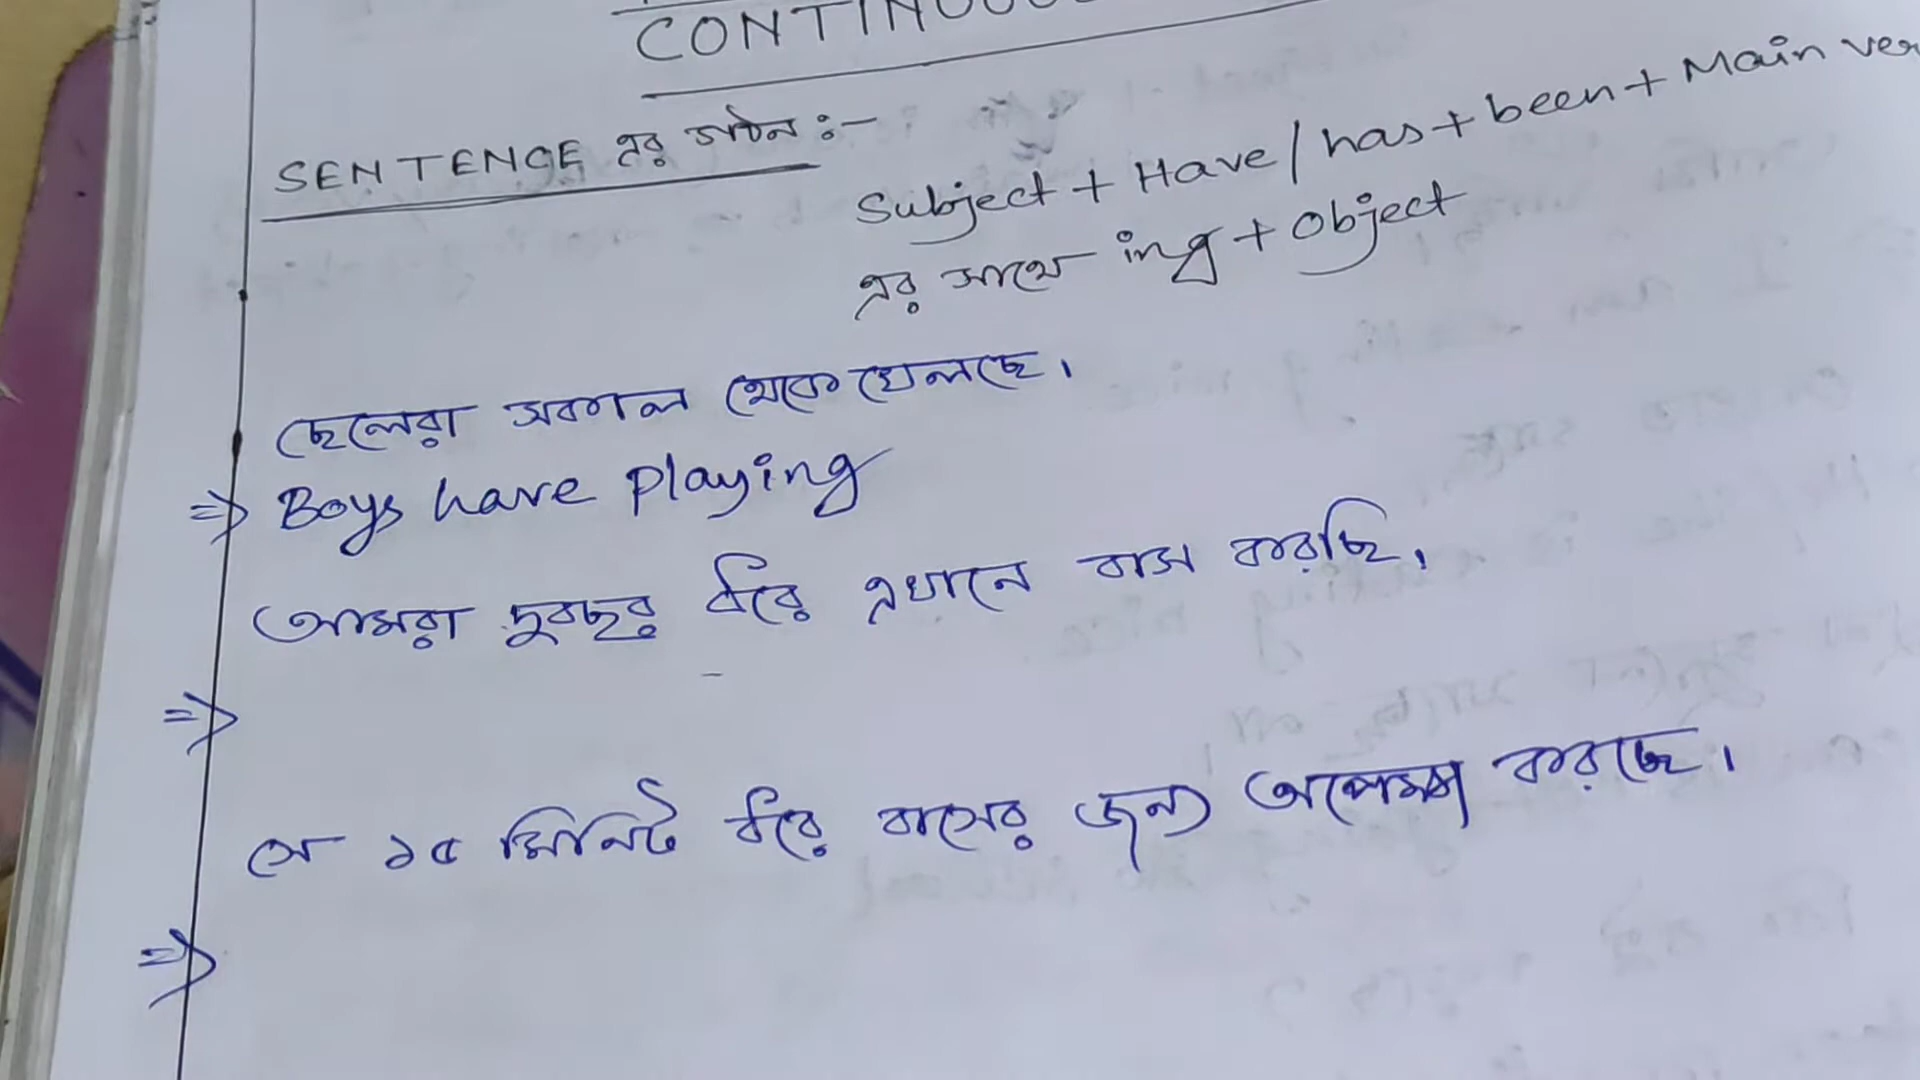 CONTINUOUS
SENTENCE এর গঠন :-
Subject + Have / has + been + Main ver
এর সাথে ing + Object
ছেলেরা সকাল থেকে খেলছে।
⇒ Boys have Playing
আমরা দুবছর ধরে এখানে বাস করছি।
⇒
সে ১৫ মিনিট ধরে বাসের জন্য অপেক্ষা করছে।
⇒